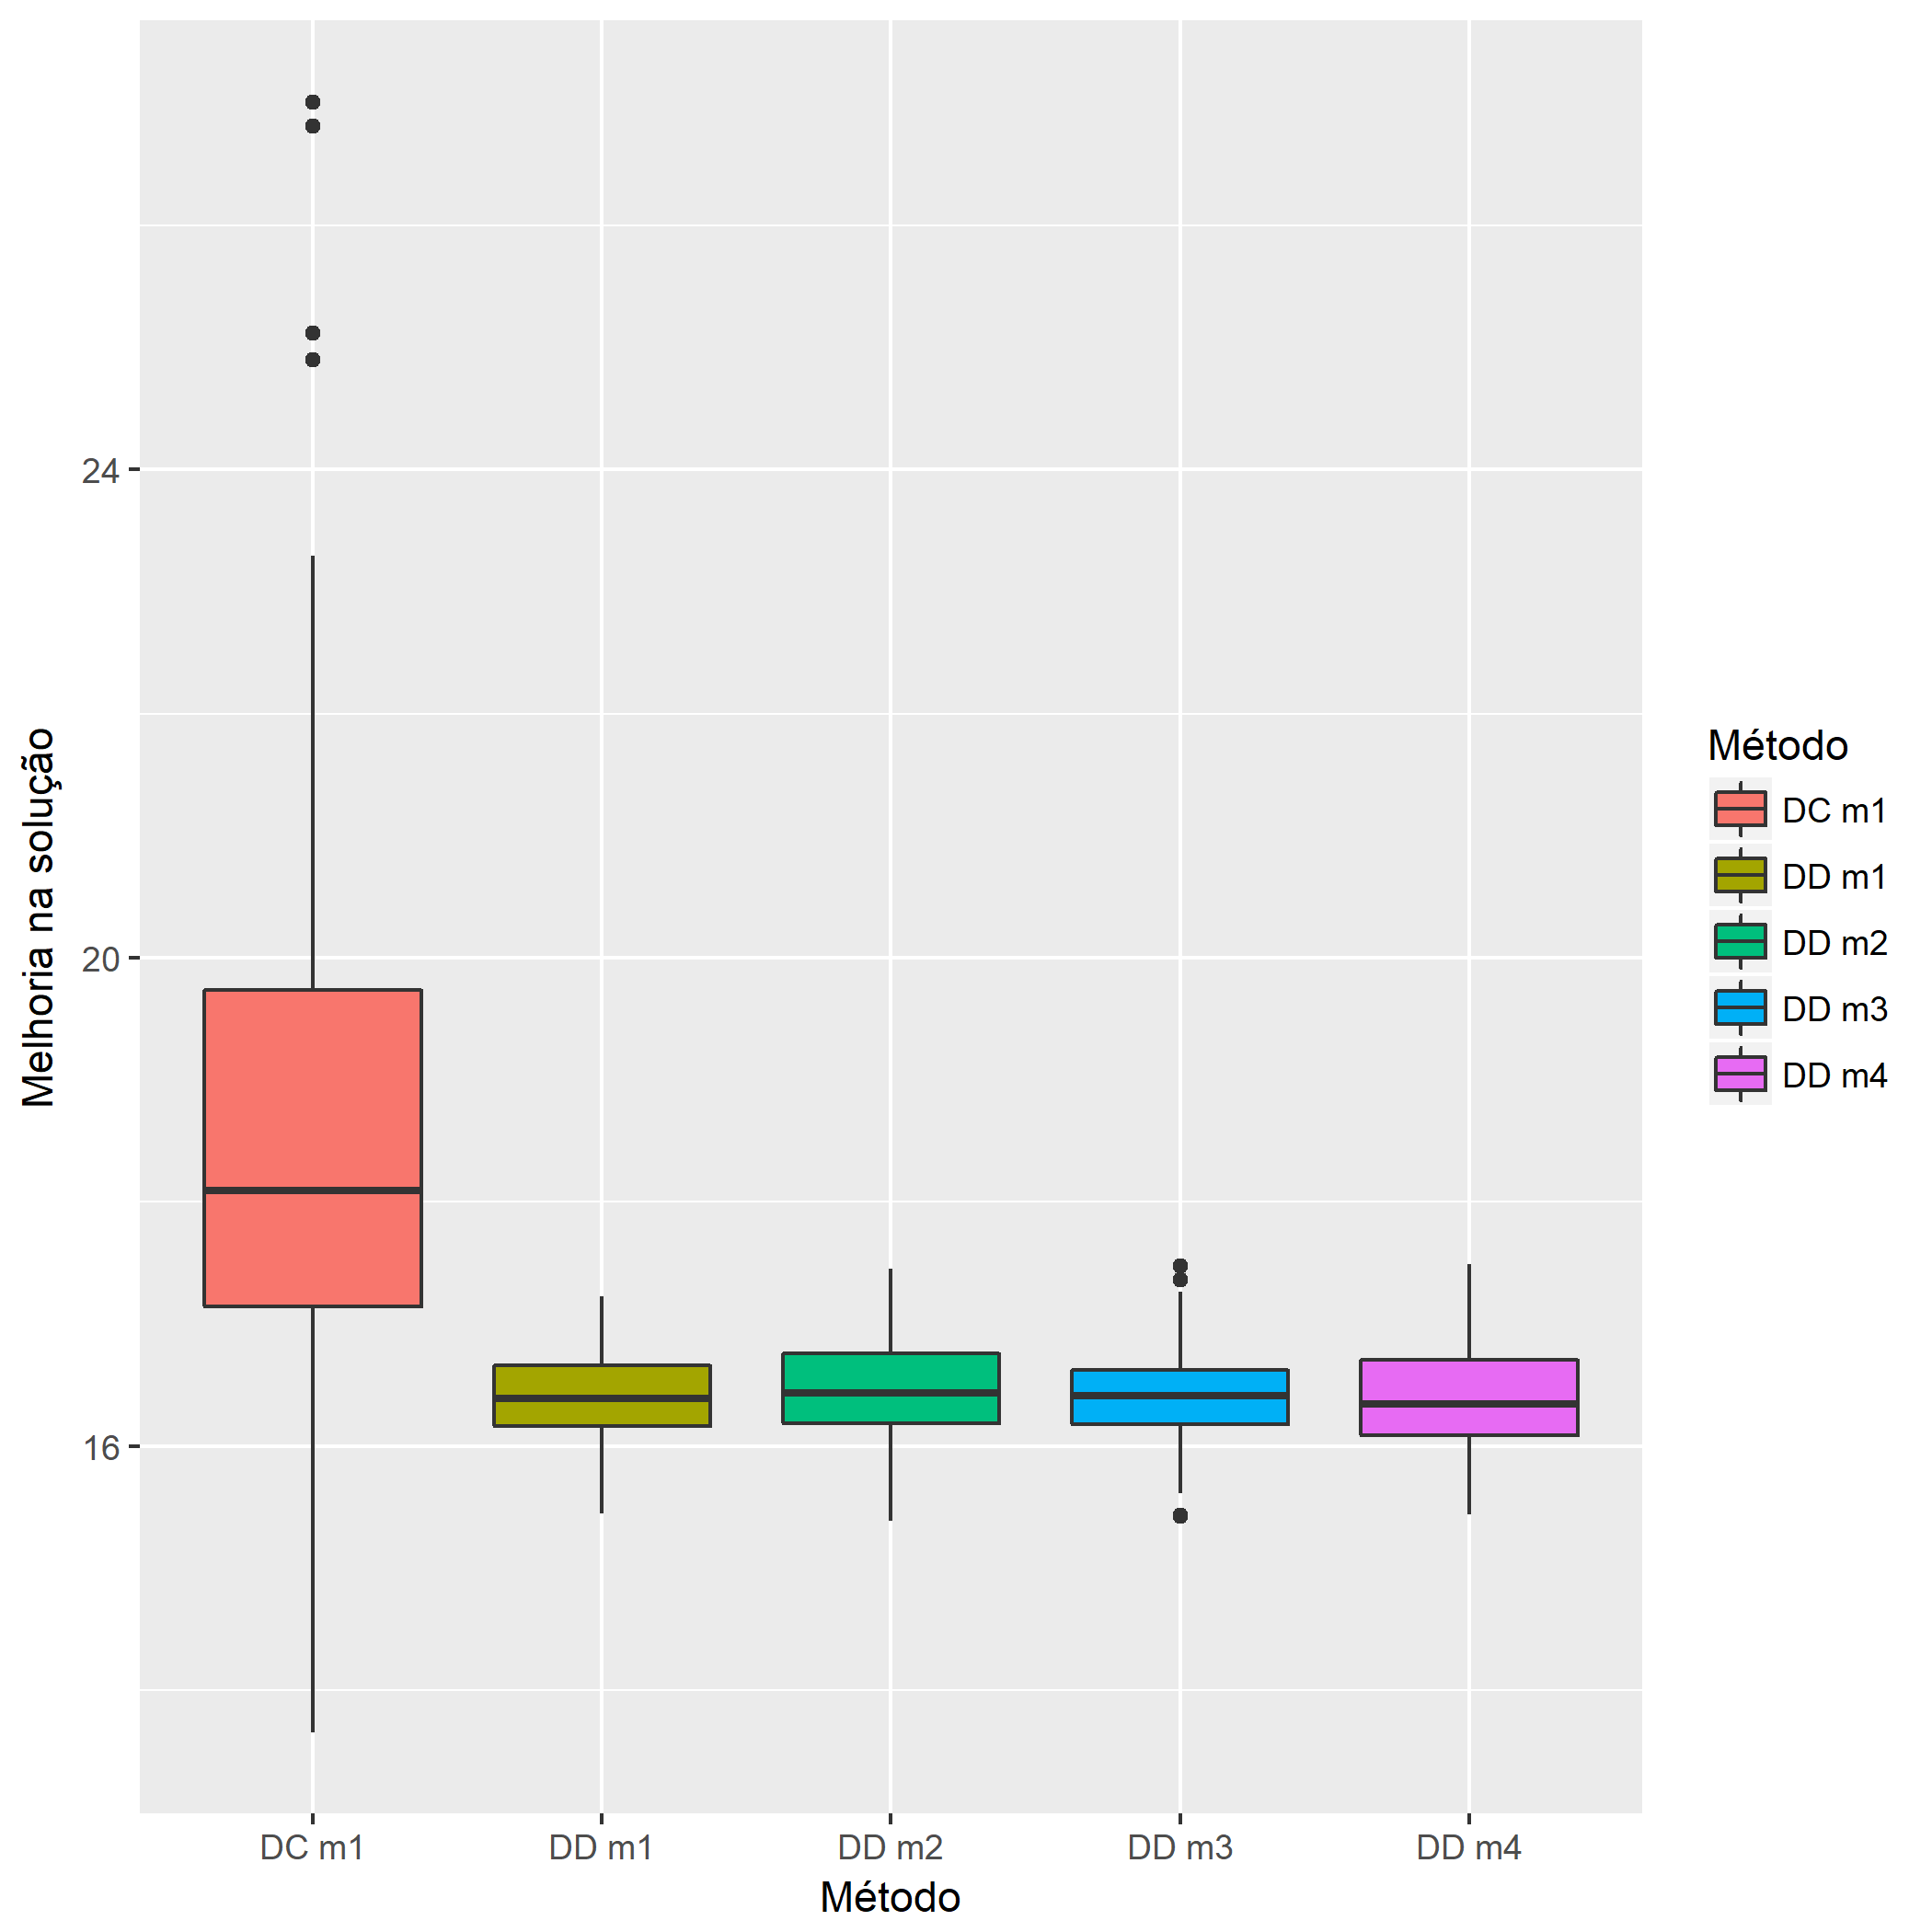 Melhoria na solução
24
20
16
DC m1
DD m1
DD m2
DD m3
DD m4
Método
Método
DC m1
DD m1
DD m2
DD m3
DD m4